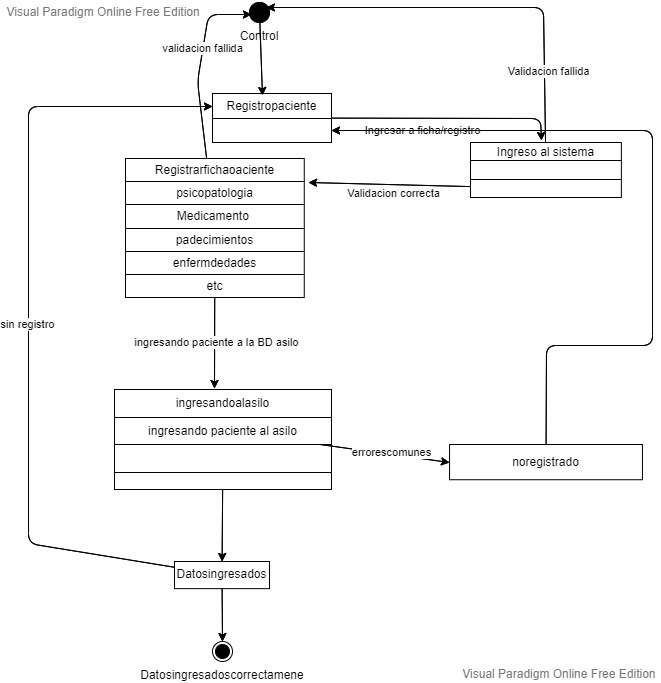 Visual Paradigm Online Free Edition
Control
validacion fallida
Validacion fallida
Registropaciente
Ingresar a ficha/registro
Ingreso al sistema
Registrarfichaoaciente
psicopatologia
Medicamento
padecimientos
enfermdedades
etc
Validacion correcta
sin registro
ingresando paciente a la BD asilo
ingresandoalasilo
ingresando paciente al asilo
errorescomunes
noregistrado
Datosingresados
Datosingresadoscorrectamene
Visual Paradigm Online Free Edition